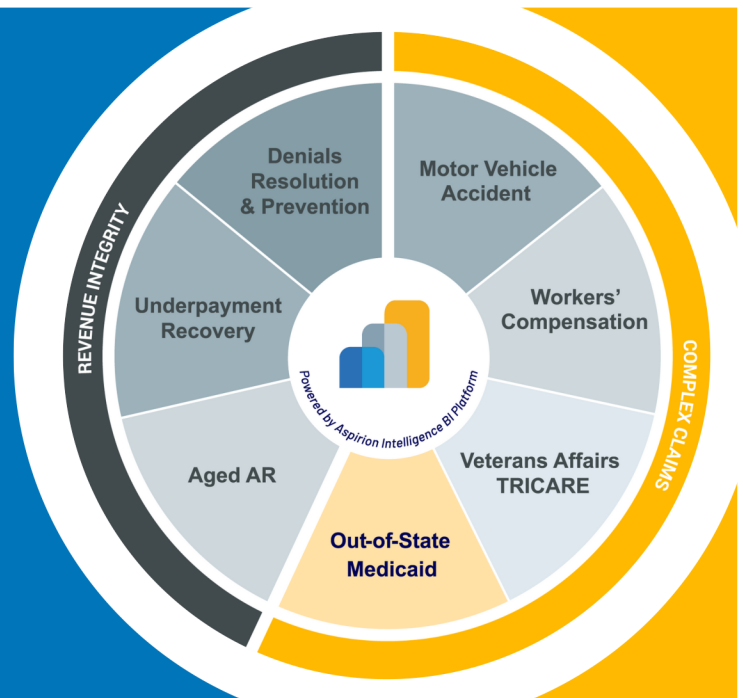 REVENUE INTEGRITY
Denials
Resolution
& Prevention
Motor Vehicle
Accident
Underpayment
Recovery
Workers’
Compensation
Powered by Aspirion Intelligence BI Platform
COMPLEX CLAIMS
Aged AR
Veterans Affairs
TRICARE
Out-of-State
Medicaid